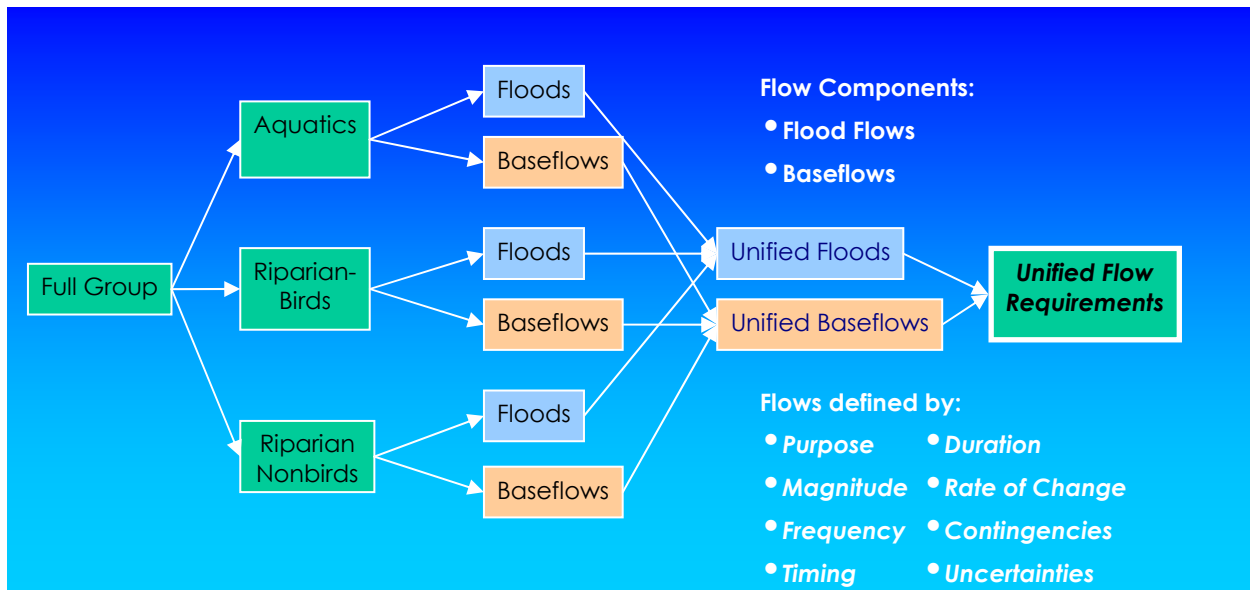 Full Group
Aquatics
Riparian-
Birds
Riparian
Nonbirds
Floods
Baseflows
Floods
Baseflows
Floods
Baseflows
Unified Floods
Unified Baseflows
Unified Flow
Requirements
Flow Components:
• Flood Flows
• Baseflows
Flows defined by:
• Purpose
• Magnitude
• Frequency
• Timing
• Duration
• Rate of Change
• Contingencies
• Uncertainties